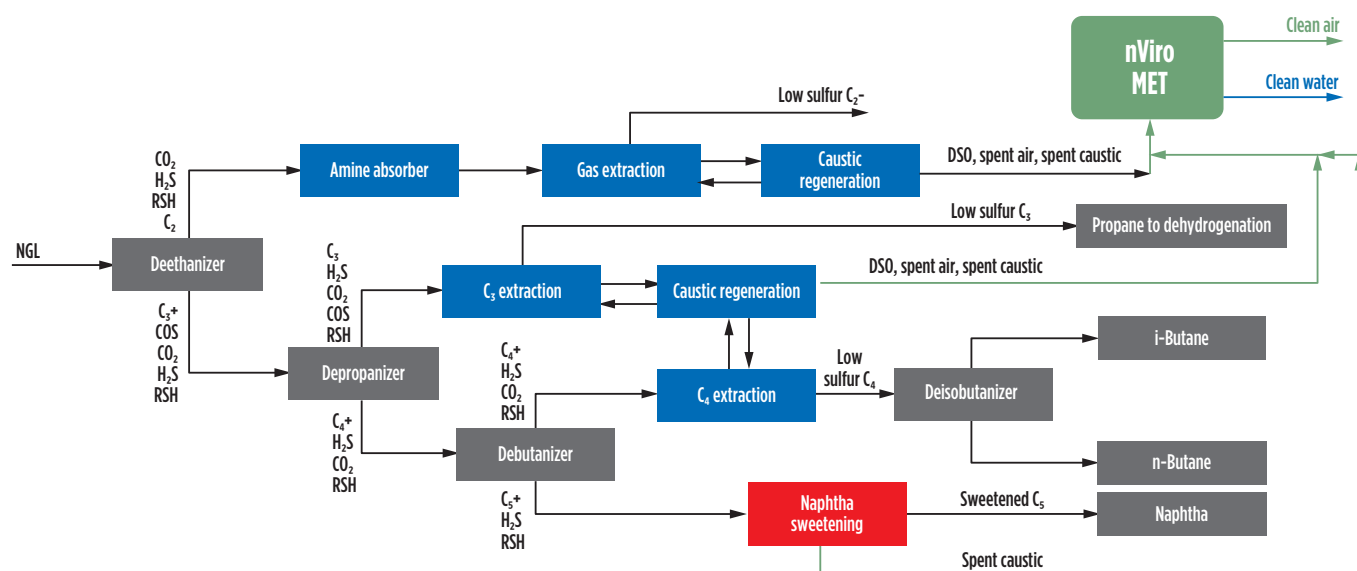 Clean air
nViro
MET
Clean water
Low sulfur C₂-
CO₂
H₂S
RSH
C₂
Amine absorber
Gas extraction
Caustic
regeneration
DSO, spent air, spent caustic
NGL
Deethanizer
Low sulfur C₃
Propane to dehydrogenation
C₃
H₂S
CO₂
COS
RSH
C₃ extraction
Caustic regeneration
DSO, spent air, spent caustic
C₃+
COS
CO₂
H₂S
RSH
Depropanizer
C₄+
H₂S
CO₂
RSH
C₄ extraction
Low
sulfur C₄
Deisobutanizer
i-Butane
n-Butane
C₄+
H₂S
CO₂
RSH
Debutanizer
C₅+
H₂S
RSH
Naphtha
sweetening
Sweetened C₅
Naphtha
Spent caustic